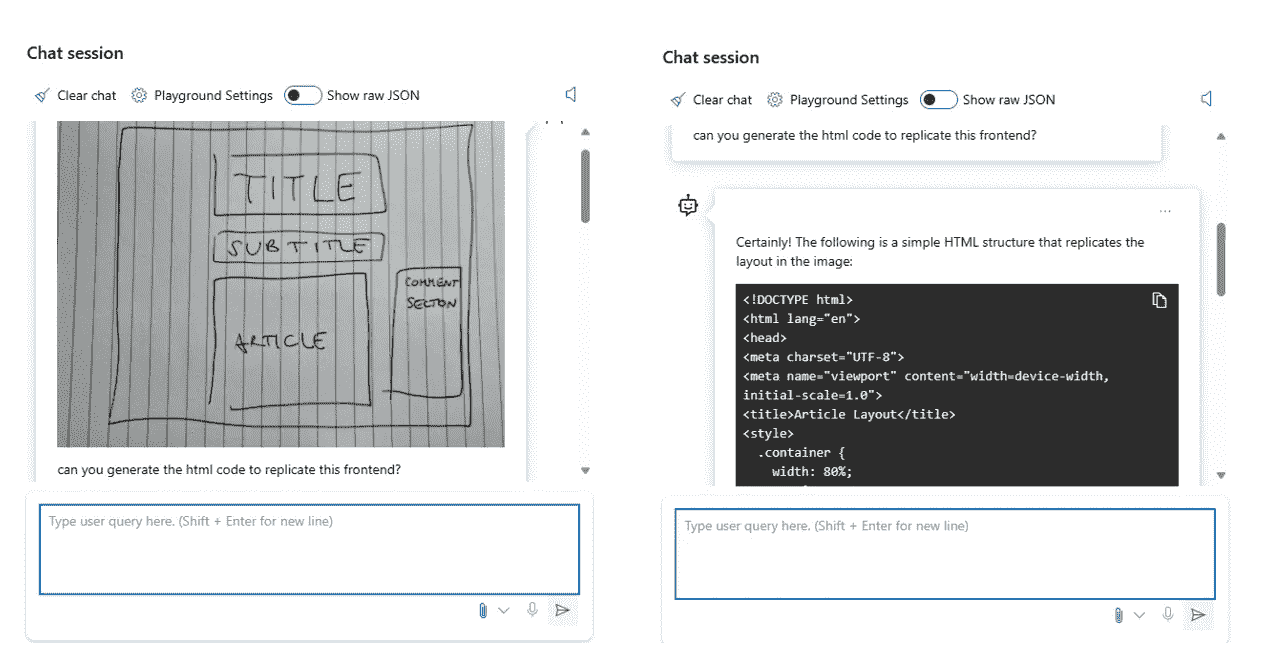 Chat session
Clear chat Playground Settings Show raw JSON
TITLE
SUBTITLE
COMMENT
SECTON
ARTICLE
can you generate the html code to replicate this frontend?
Type user query here. (Shift + Enter for new line)
Chat session
Clear chat Playground Settings Show raw JSON
can you generate the html code to replicate this frontend?
...
Certainly! The following is a simple HTML structure that replicates the
layout in the image:
<!DOCTYPE html>
<html lang="en">
<head>
<meta charset="UTF-8">
<meta name="viewport" content="width=device-width,
initial-scale=1.0">
<title>Article Layout</title>
<style>
.container {
width: 80%;
Type user query here. (Shift + Enter for new line)